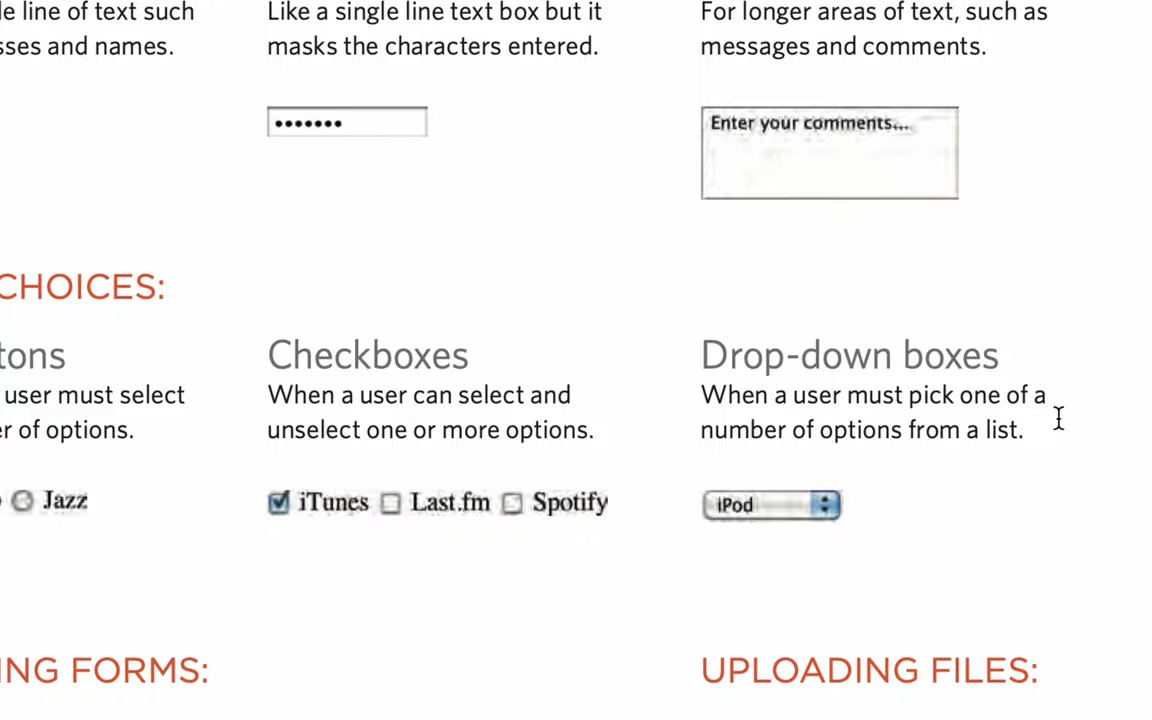 le line of text such
sses and names.
Like a single line text box but it
masks the characters entered.
•••••••
For longer areas of text, such as
messages and comments.
Enter your comments...
CHOICES:
tons
user must select
er of options.
Jazz
Checkboxes
When a user can select and
unselect one or more options.
iTunes Last.fm Spotify
Drop-down boxes
When a user must pick one of a
number of options from a list.
iPod
ING FORMS:
UPLOADING FILES: